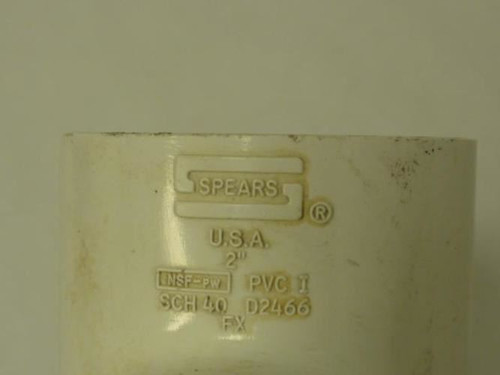 SPEARS®
U.S.A.
2"
NSF-PW PVC I
SCH 40 D2466
FX